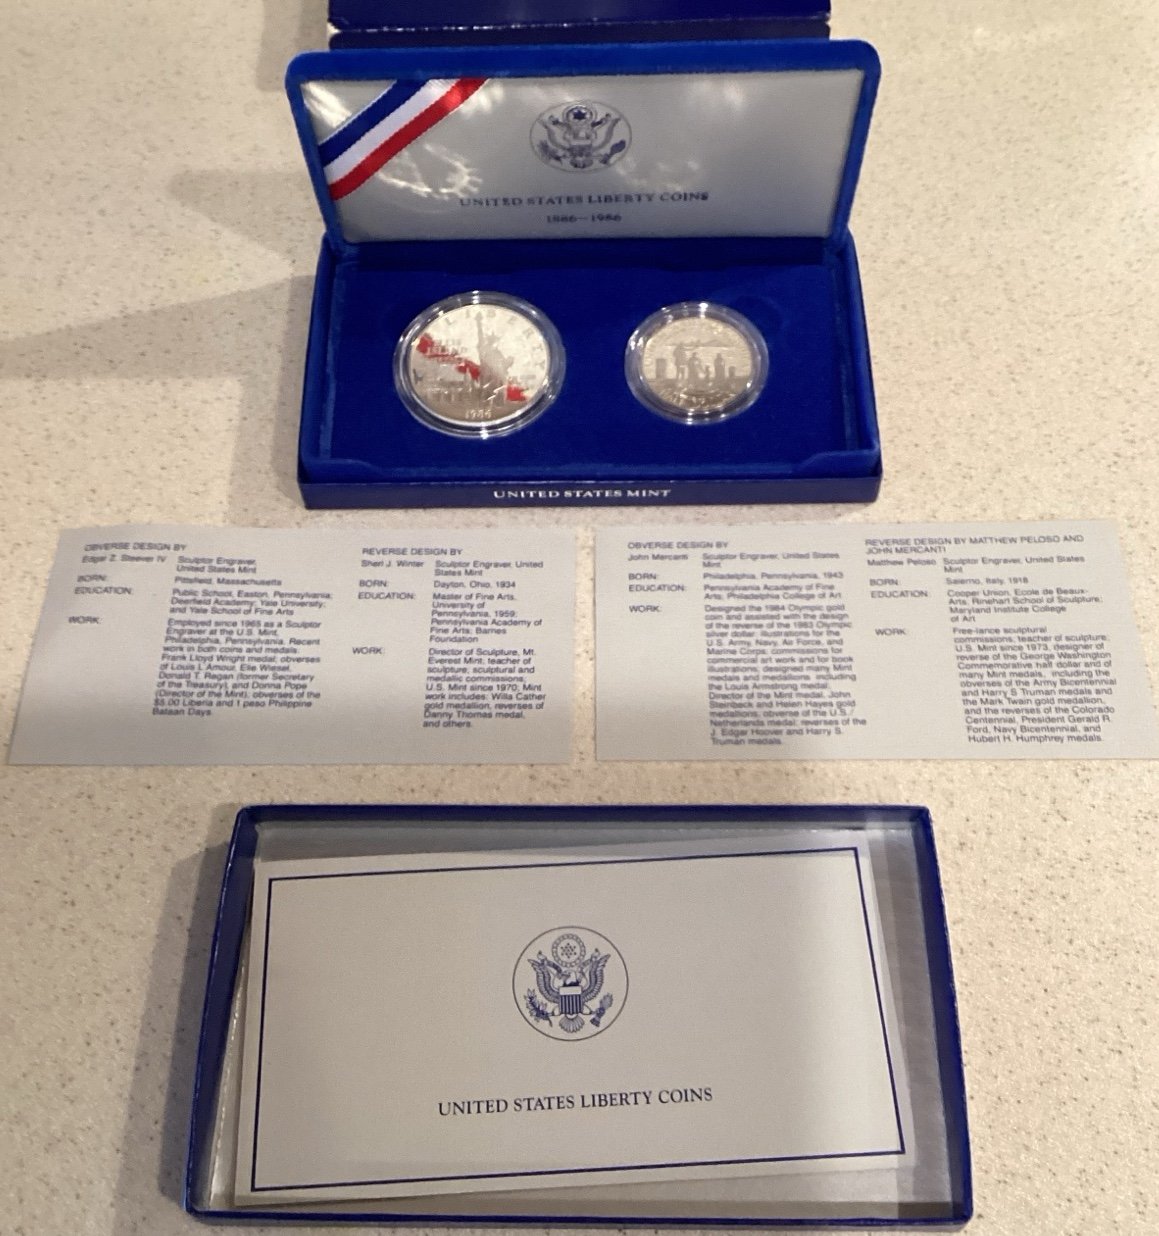 UNITED STATES LIBERTY COINS
1886-1986
LIBERTY
ELLIS
ISLAND
1986
UNITED STATES MINT
OBVERSE DESIGN BY
Edgar Z. Steever IV Sculptor Engraver,
United States Mint
BORN: Pittsfield, Massachusetts
EDUCATION: Public School, Easton, Pennsylvania;
Deerfield Academy; Yale University;
and Yale School of Fine Arts
WORK: Employed since 1965 as a Sculptor
Engraver at the U.S. Mint,
Philadelphia, Pennsylvania. Recent
work in both coins and medals:
Frank Lloyd Wright medal; obverses
of Louis L'Amour, Elie Wiesel,
Donald T. Regan (former Secretary
of the Treasury), and Donna Pope
(Director of the Mint); obverses of the
$5.00 Liberia and 1 peso Philippine
Bataan Days.
REVERSE DESIGN BY
Sherl J. Winter Sculptor Engraver, United
States Mint
BORN: Dayton, Ohio, 1934
EDUCATION: Master of Fine Arts,
University of
Pennsylvania, 1959;
Pennsylvania Academy of
Fine Arts; Barnes
Foundation
WORK: Director of Sculpture, Mt.
Everest Mint; teacher of
sculpture; sculptural and
medallic commissions;
U.S. Mint since 1970; Mint
work includes: Willa Cather
gold medallion, reverses of
Danny Thomas medal,
and others.
OBVERSE DESIGN BY
John Mercanti Sculptor Engraver, United States
Mint
BORN: Philadelphia, Pennsylvania, 1943
EDUCATION: Pennsylvania Academy of Fine
Arts; Philadelphia College of Art
WORK: Designed the 1984 Olympic gold
coin and assisted with the design
of the reverse of the 1983 Olympic
silver dollar; illustrations for the
U.S. Army, Navy, Air Force, and
Marine Corps; commissions for
commercial art work and for book
illustrations; designed many Mint
medals and medallions including
the Louis Armstrong medal,
Director of the Mint medal, John
Steinbeck and Helen Hayes gold
medallions; obverse of the U.S./
Netherlands medal; reverses of the
J. Edgar Hoover and Harry S.
Truman medals.
REVERSE DESIGN BY MATTHEW PELOSO AND
JOHN MERCANTI
Matthew Peloso Sculptor Engraver, United States
Mint
BORN: Salerno, Italy, 1918
EDUCATION: Cooper Union, Ecole de Beaux-
Arts, Rinehart School of Sculpture;
Maryland Institute College
of Art
WORK: Free-lance sculptural
commissions, teacher of sculpture;
U.S. Mint since 1973, designer of
reverse of the George Washington
Commemorative half dollar and of
many Mint medals, including the
obverses of the Army Bicentennial
and Harry S Truman medals and
the Mark Twain gold medallion,
and the reverses of the Colorado
Centennial, President Gerald R.
Ford, Navy Bicentennial, and
Hubert H. Humphrey medals.
UNITED STATES LIBERTY COINS